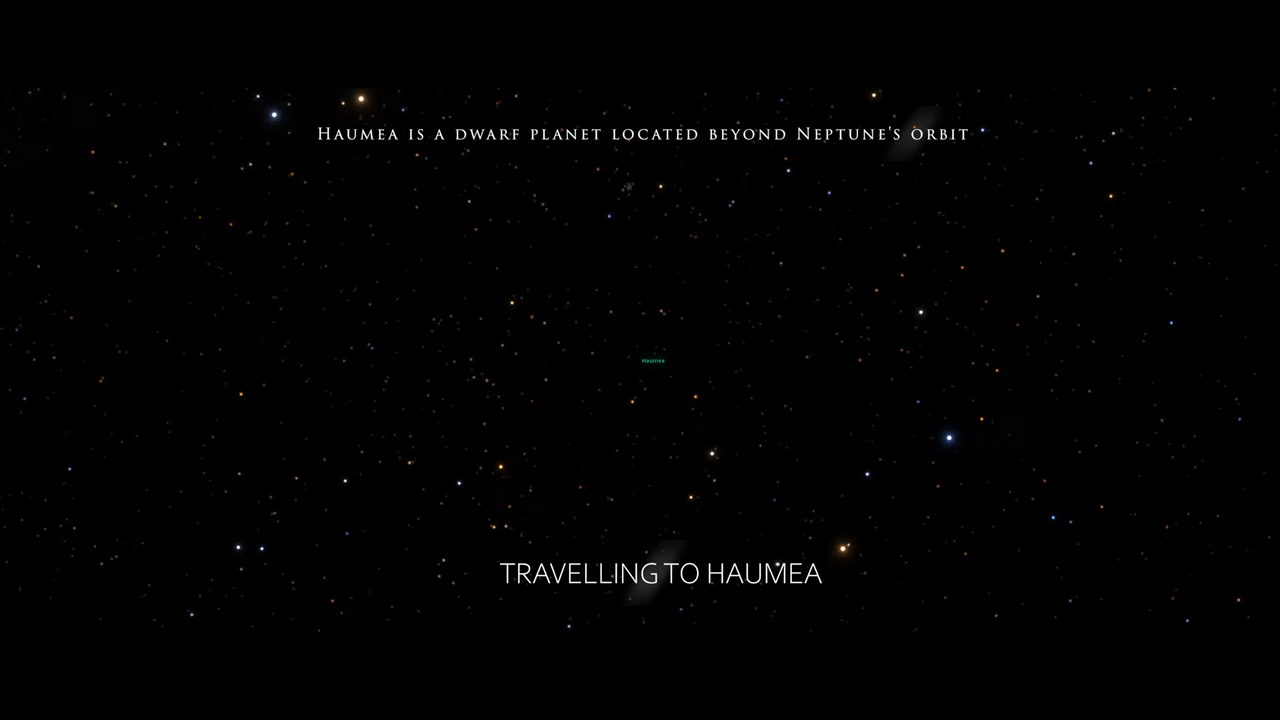 Haumea is a dwarf planet located beyond Neptune's orbit
Haumea
TRAVELLING TO HAUMEA